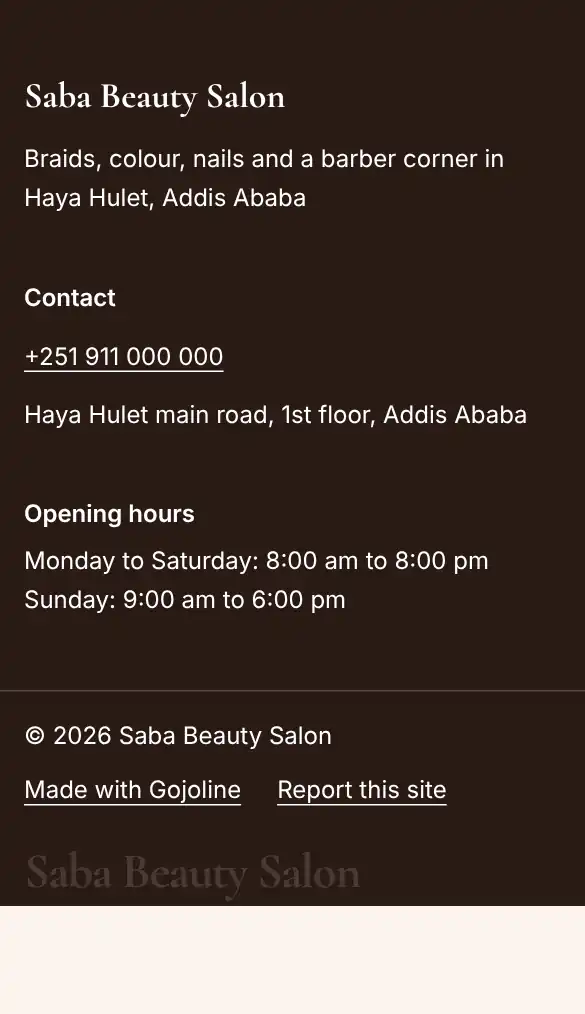 Saba Beauty Salon
Braids, colour, nails and a barber corner in
Haya Hulet, Addis Ababa
Contact
+251 911 000 000
Haya Hulet main road, 1st floor, Addis Ababa
Opening hours
Monday to Saturday: 8:00 am to 8:00 pm
Sunday: 9:00 am to 6:00 pm
© 2026 Saba Beauty Salon
Made with Gojoline Report this site
Saba Beauty Salon